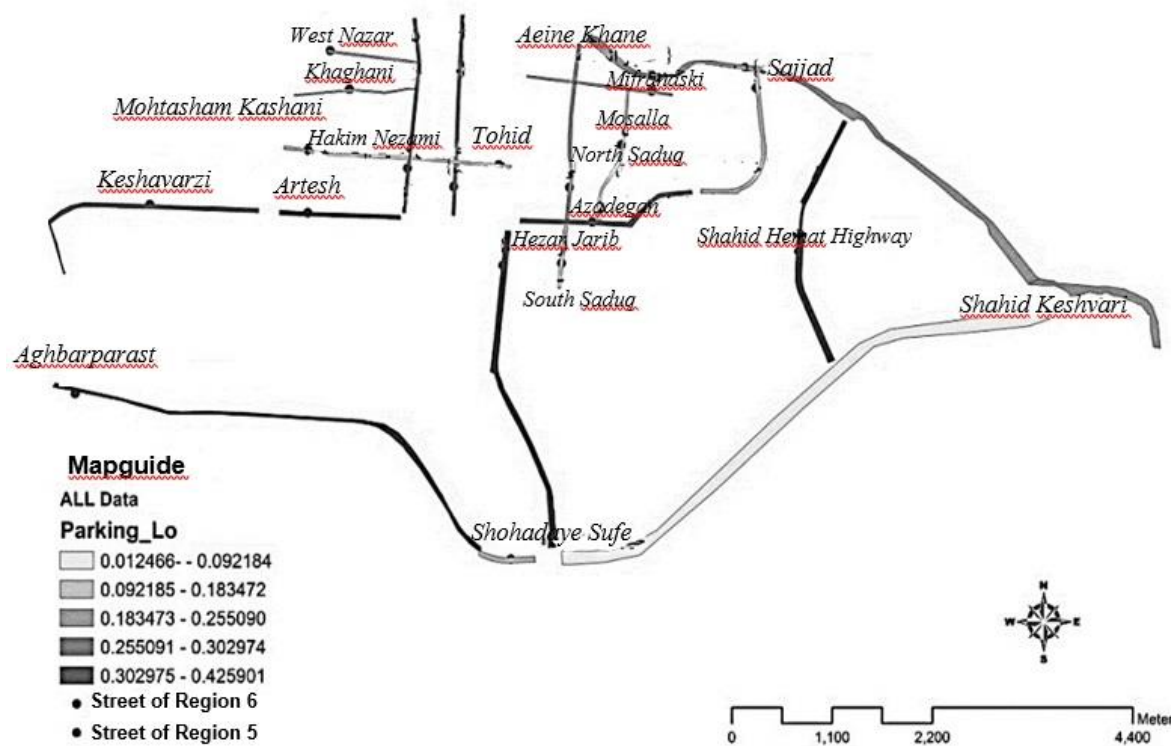 West Nazar
Aeine Khane
Khaghani
Mifrandski
Sajjad
Mohtasham Kashani
Mosalla
Hakim Nezami
Tohid
North Saduq
Keshavarzi
Artesh
Azadegan
Hezar Jarib
Shahid Hemat Highway
South Saduq
Shahid Keshvari
Aghbarparast
Shohadaye Sufe
Mapguide
ALL Data
Parking_Lo
0.012466- - 0.092184
0.092185 - 0.183472
0.183473 - 0.255090
0.255091 - 0.302974
0.302975 - 0.425901
Street of Region 6
Street of Region 5
N
W E
S
Meter
0 1,100 2,200 4,400